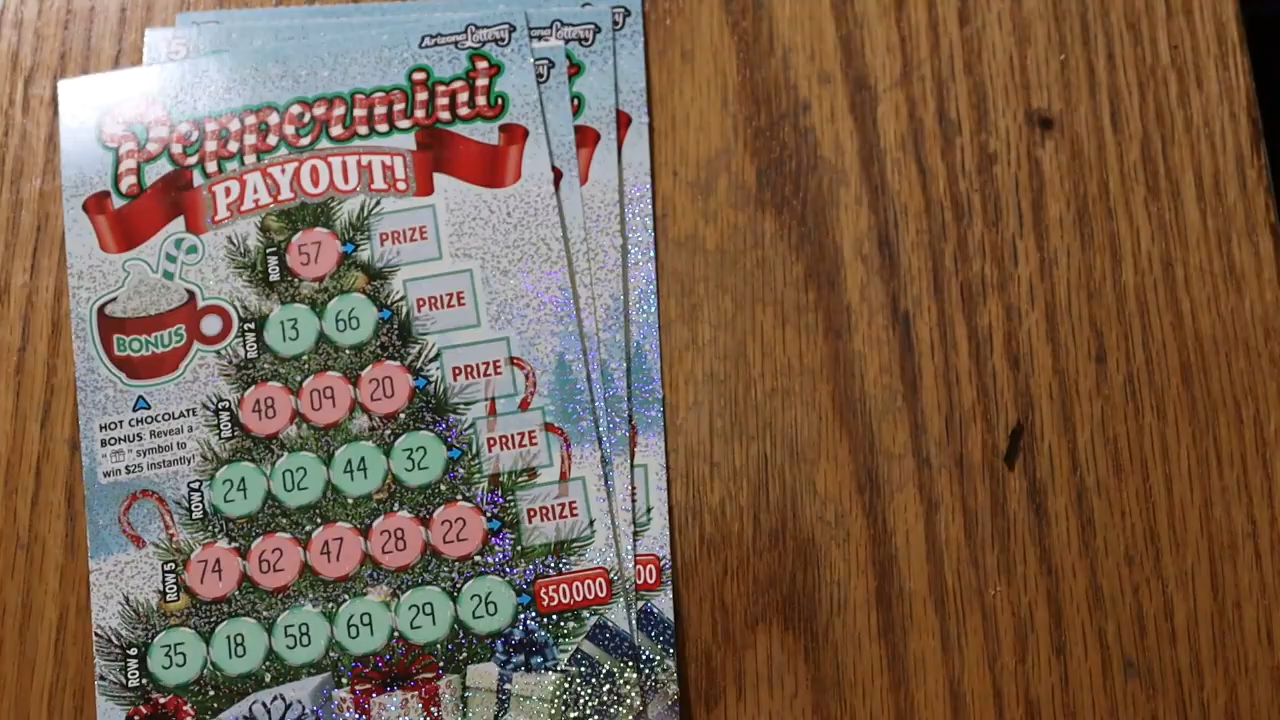 Arizona Lottery
$5
Peppermint
PAYOUT!
ROW 1 57 PRIZE
ROW 2 13 66 PRIZE
BONUS
ROW 3 48 09 20 PRIZE
HOT CHOCOLATE
BONUS: Reveal a
" " symbol to
win $25 instantly!
ROW 4 24 02 44 32 PRIZE
ROW 5 74 62 47 28 22 PRIZE
ROW 6 35 18 58 69 29 26 $50,000
00